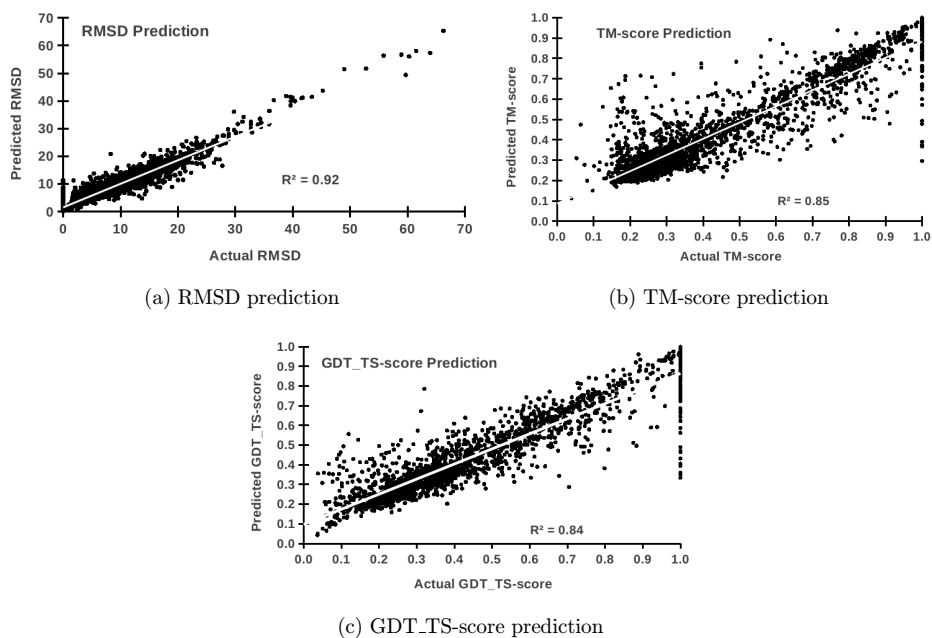 RMSD Prediction
Predicted RMSD
70
60
50
40
30
20
10
0
R² = 0.92
0 10 20 30 40 50 60 70
Actual RMSD
(a) RMSD prediction
TM-score Prediction
Predicted TM-score
1.0
0.9
0.8
0.7
0.6
0.5
0.4
0.3
0.2
0.1
0.0
R² = 0.85
0.0 0.1 0.2 0.3 0.4 0.5 0.6 0.7 0.8 0.9 1.0
Actual TM-score
(b) TM-score prediction
GDT_TS-score Prediction
Predicted GDT_TS-score
1.0
0.9
0.8
0.7
0.6
0.5
0.4
0.3
0.2
0.1
0.0
R² = 0.84
0.0 0.1 0.2 0.3 0.4 0.5 0.6 0.7 0.8 0.9 1.0
Actual GDT_TS-score
(c) GDT_TS-score prediction